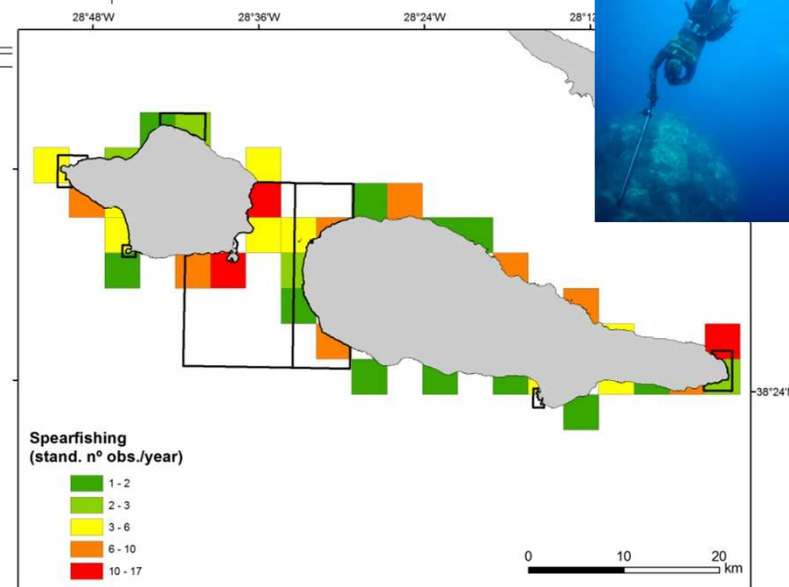 28°48'W 28°36'W 28°24'W 28°12
38°24'
Spearfishing
(stand. nº obs./year)
1 - 2
2 - 3
3 - 6
6 - 10
10 - 17
0 10 20
km